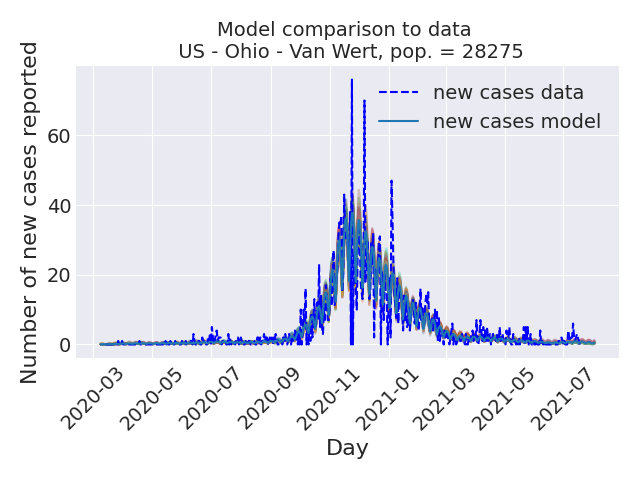 Model comparison to data
US - Ohio - Van Wert, pop. = 28275
Number of new cases reported
60
40
20
0
new cases data
new cases model
2020-03
2020-05
2020-07
2020-09
2020-11
2021-01
2021-03
2021-05
2021-07
Day